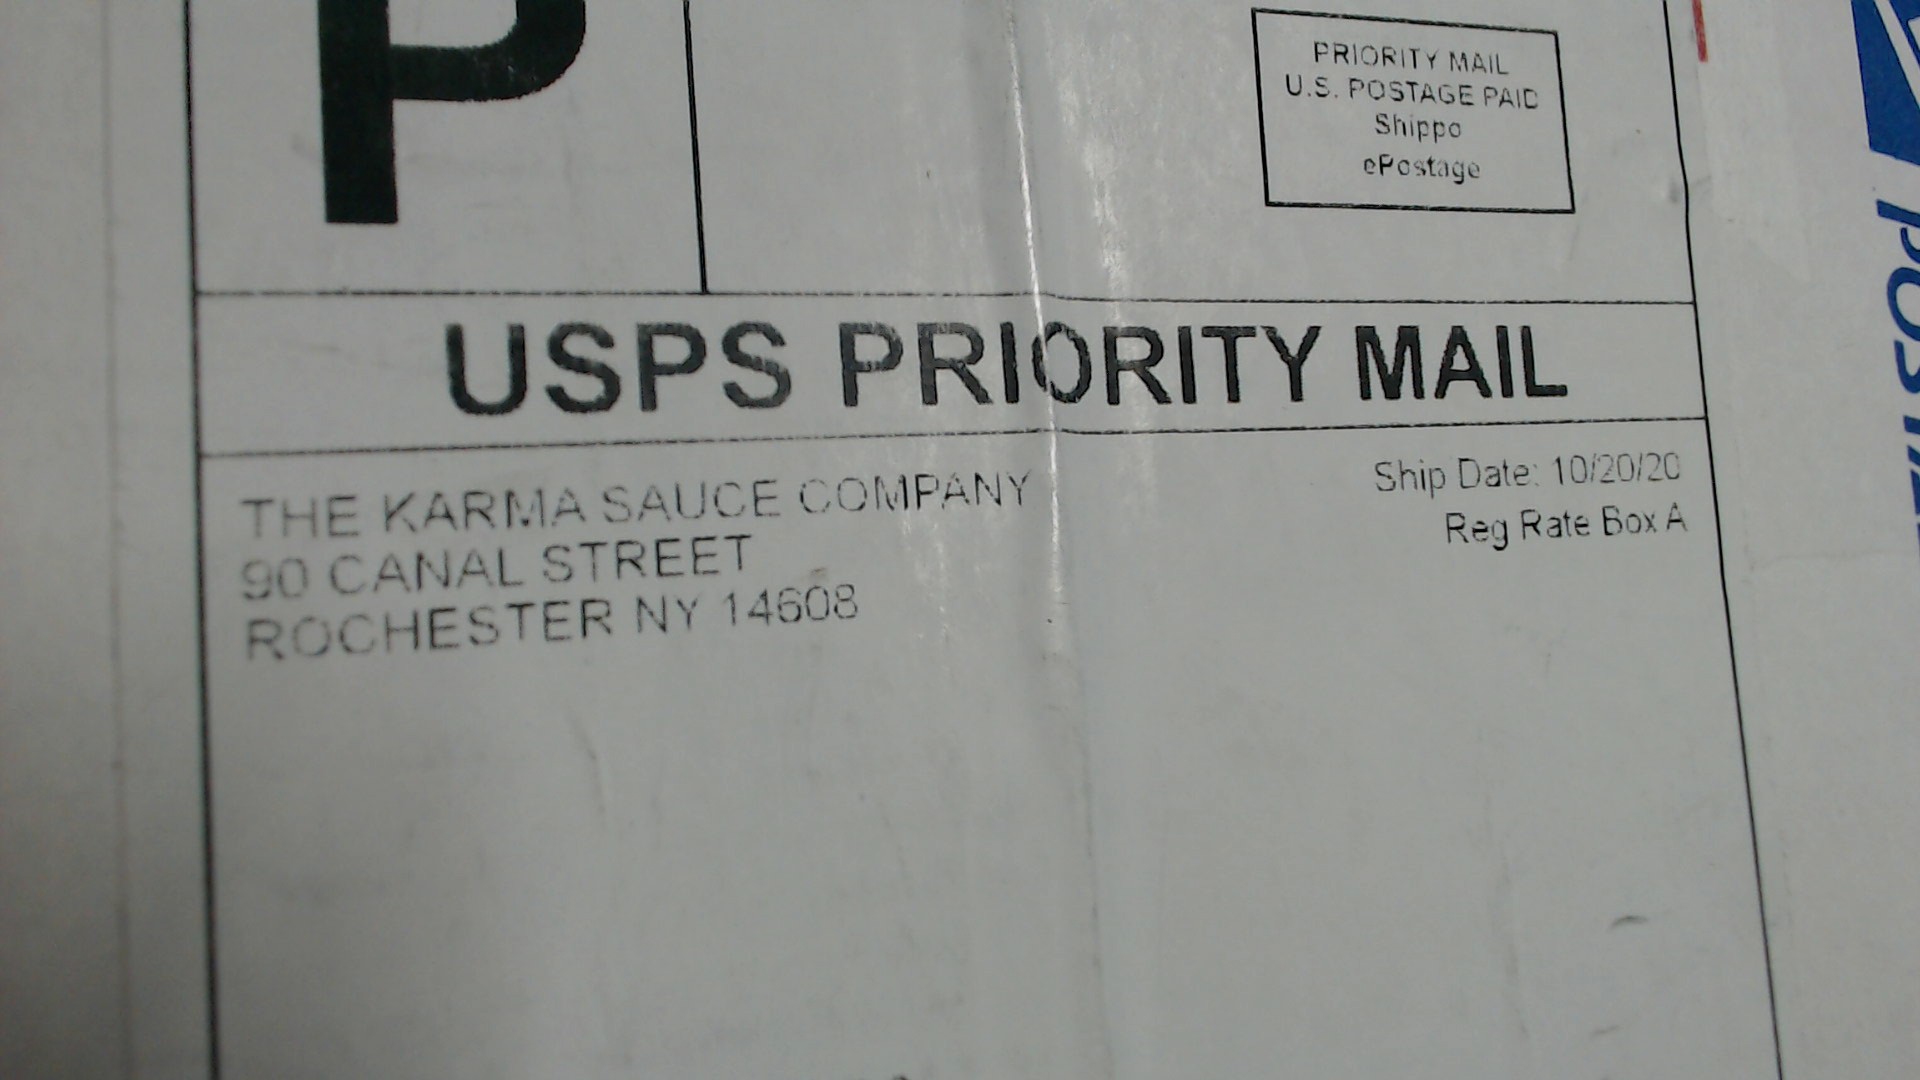 P
PRIORITY MAIL
U.S. POSTAGE PAID
Shippo
ePostage
USPS PRIORITY MAIL
THE KARMA SAUCE COMPANY
90 CANAL STREET
ROCHESTER NY 14608
Ship Date: 10/20/20
Reg Rate Box A